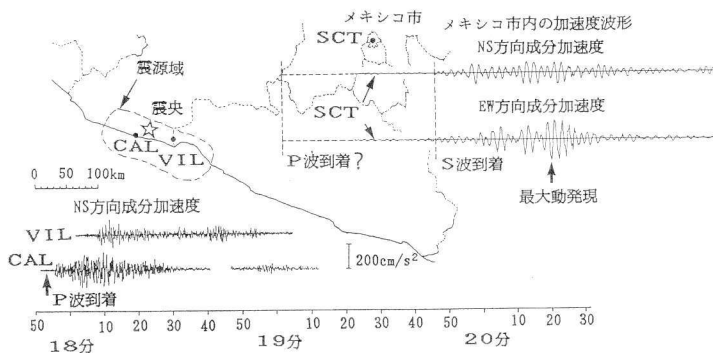 メキシコ市
メキシコ市内の加速度波形
SCT
NS方向成分加速度
震源域
震央
SCT
EW方向成分加速度
CAL
VIL
P波到着?
S波到着
0 50 100km
最大動発現
NS方向成分加速度
VIL
200cm/s²
CAL
P波到着
50 10 20 30 40 50 10 20 30 40 50 10 20 30
18分 19分 20分